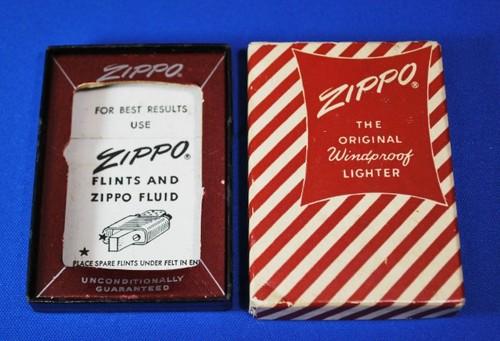 ZIPPO
FOR BEST RESULTS
USE
ZIPPO®
FLINTS AND
ZIPPO FLUID
PLACE SPARE FLINTS UNDER FELT IN EN
UNCONDITIONALLY
GUARANTEED
ZIPPO®
THE
ORIGINAL
Windproof
LIGHTER